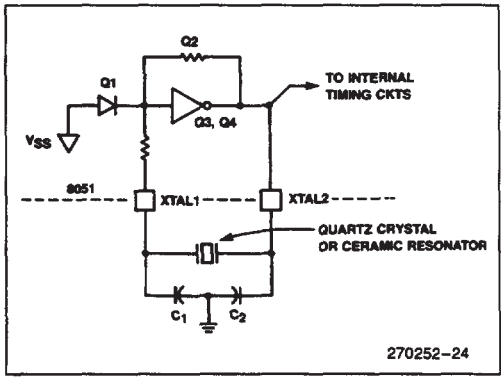 Q2
Q1
TO INTERNAL
TIMING CKTS
Q3, Q4
VSS
8051
XTAL1
XTAL2
QUARTZ CRYSTAL
OR CERAMIC RESONATOR
C1
C2
270252-24